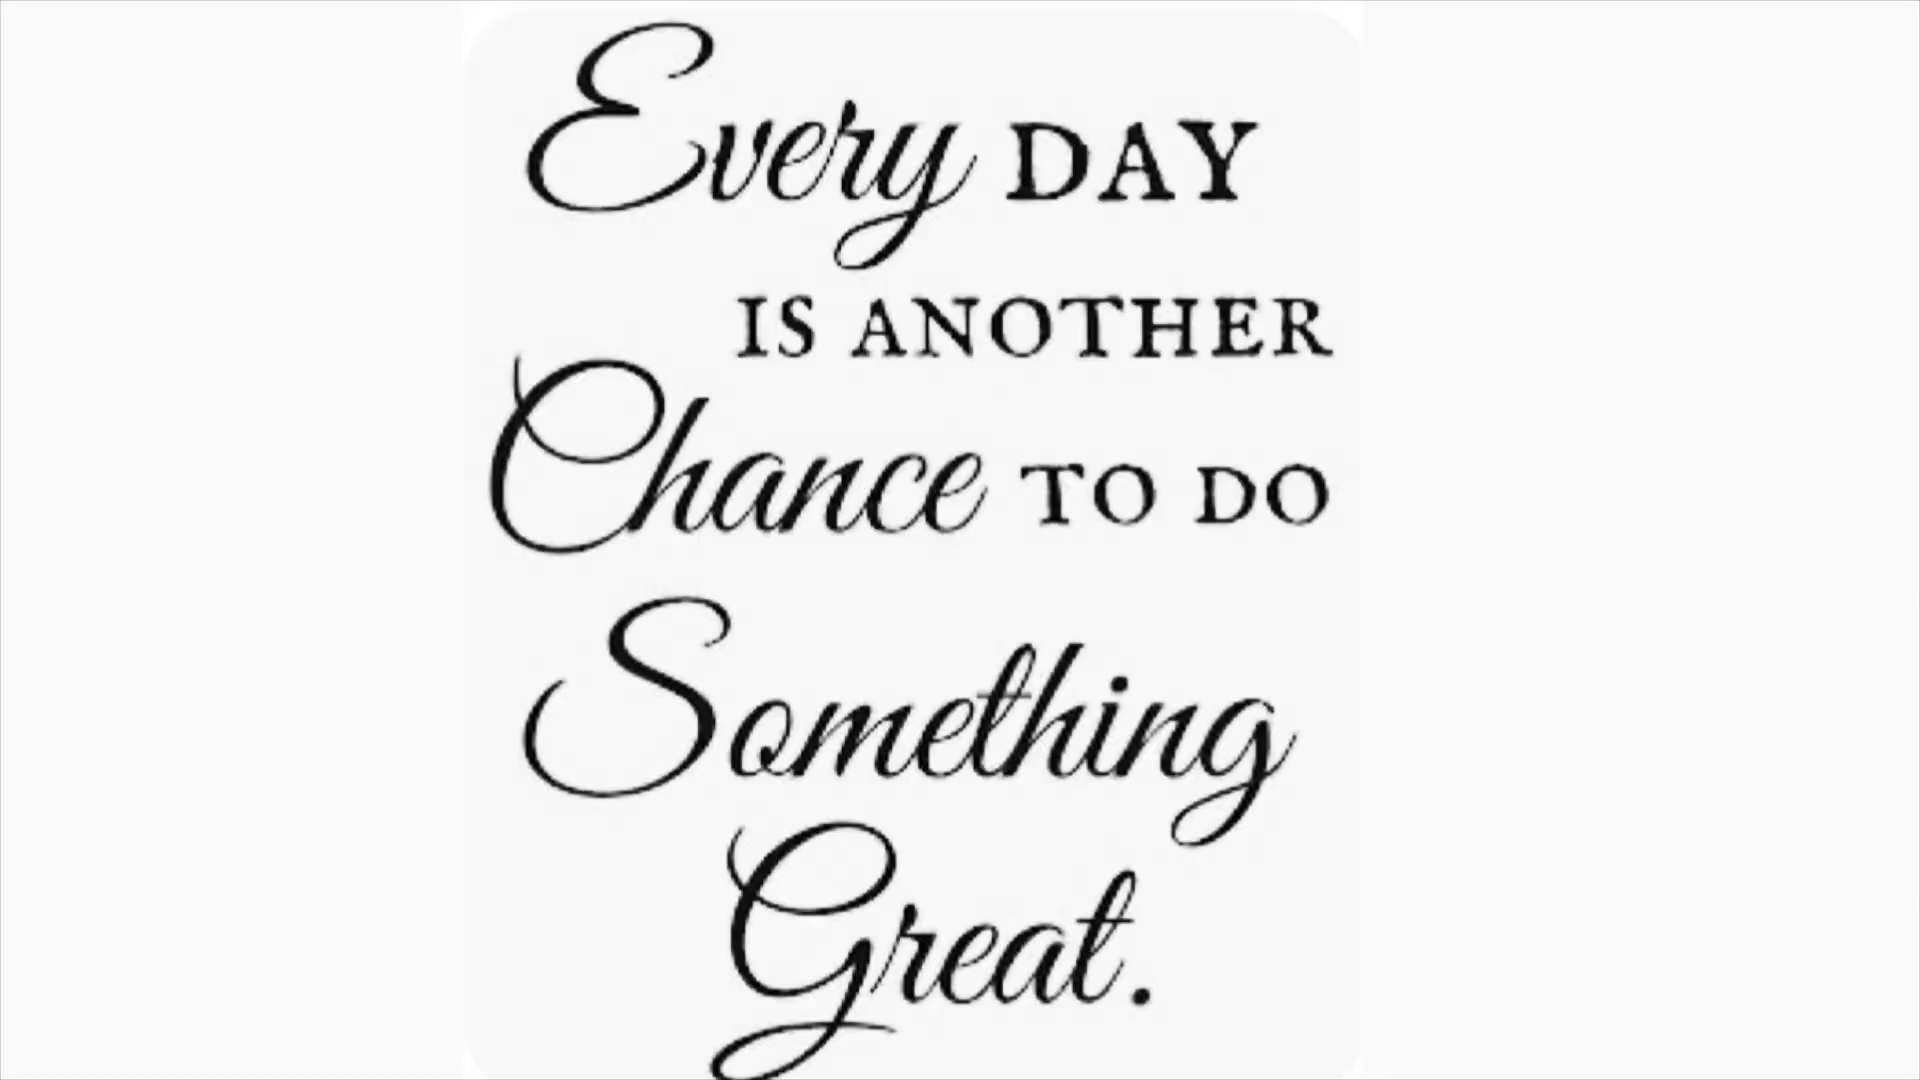 Every DAY
IS ANOTHER
Chance TO DO
Something
Great.